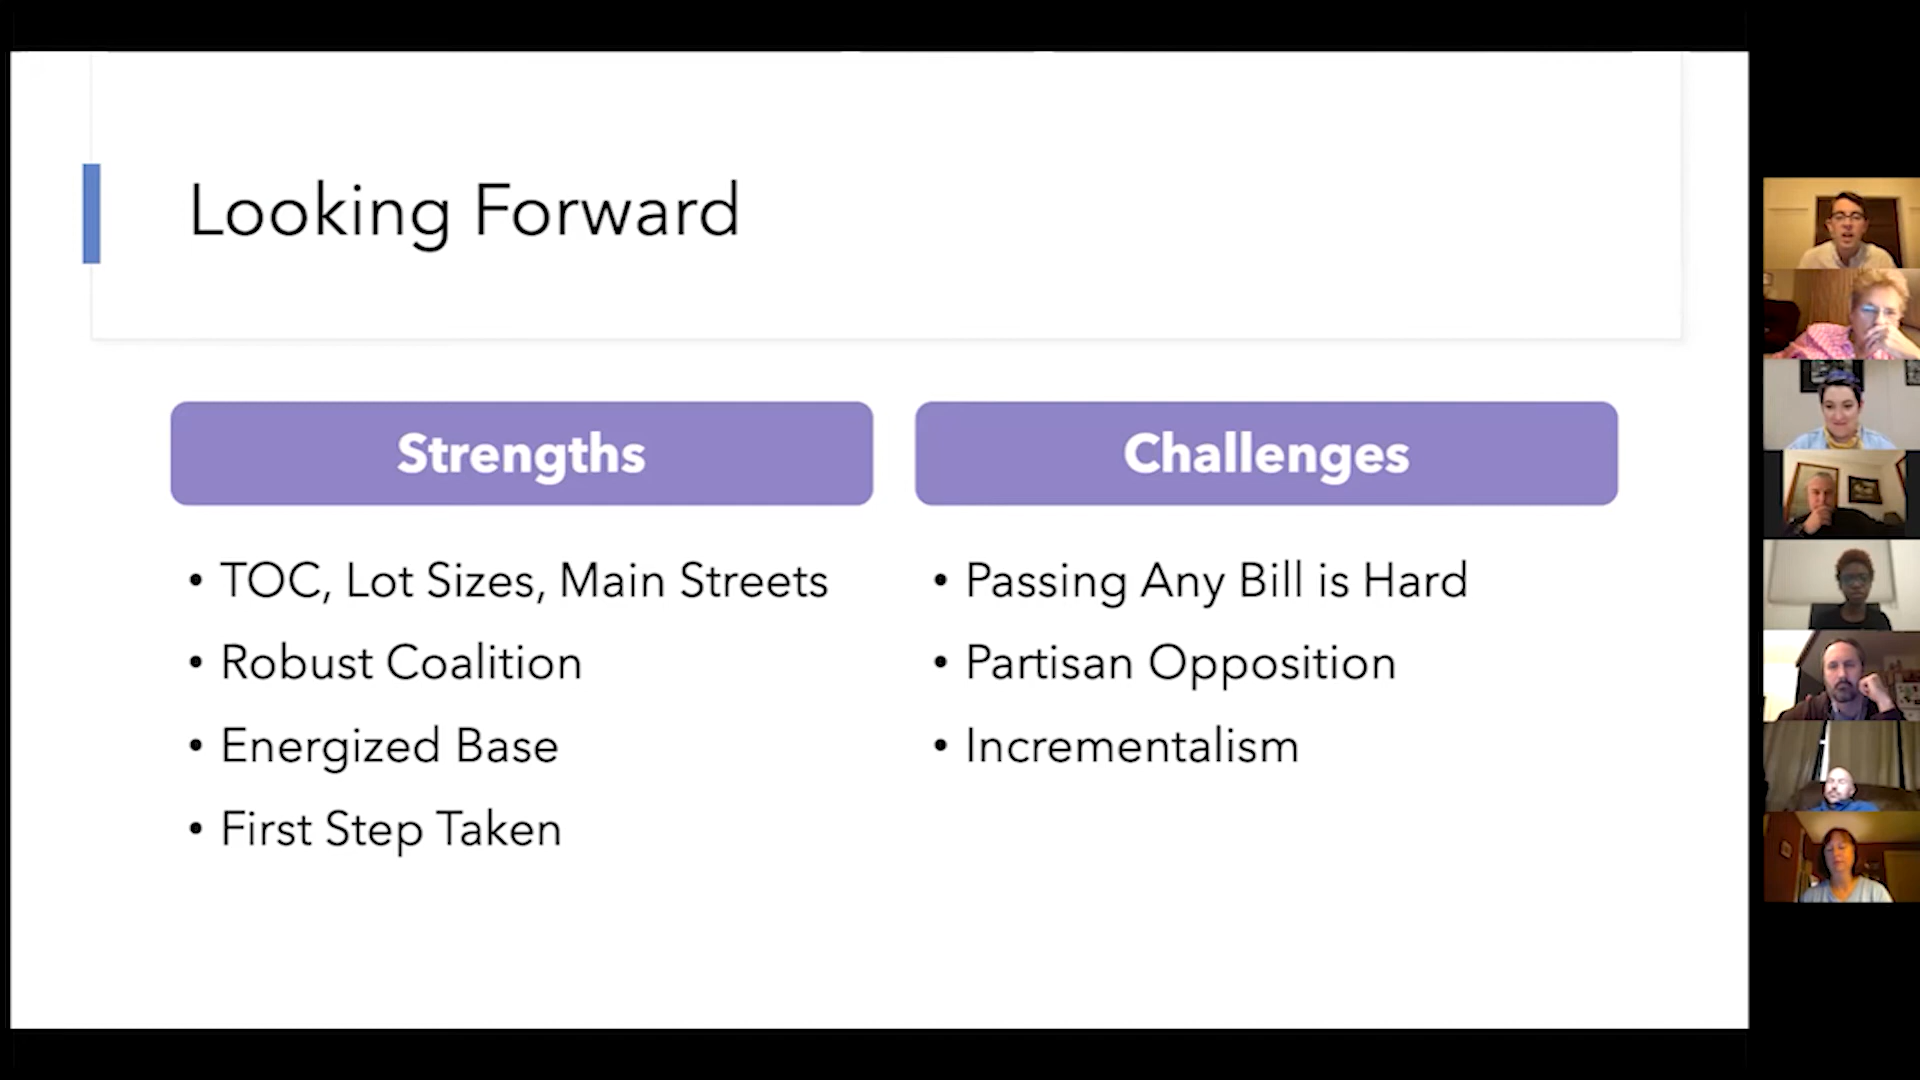 Looking Forward
Strengths
• TOC, Lot Sizes, Main Streets
• Robust Coalition
• Energized Base
• First Step Taken
Challenges
• Passing Any Bill is Hard
• Partisan Opposition
• Incrementalism